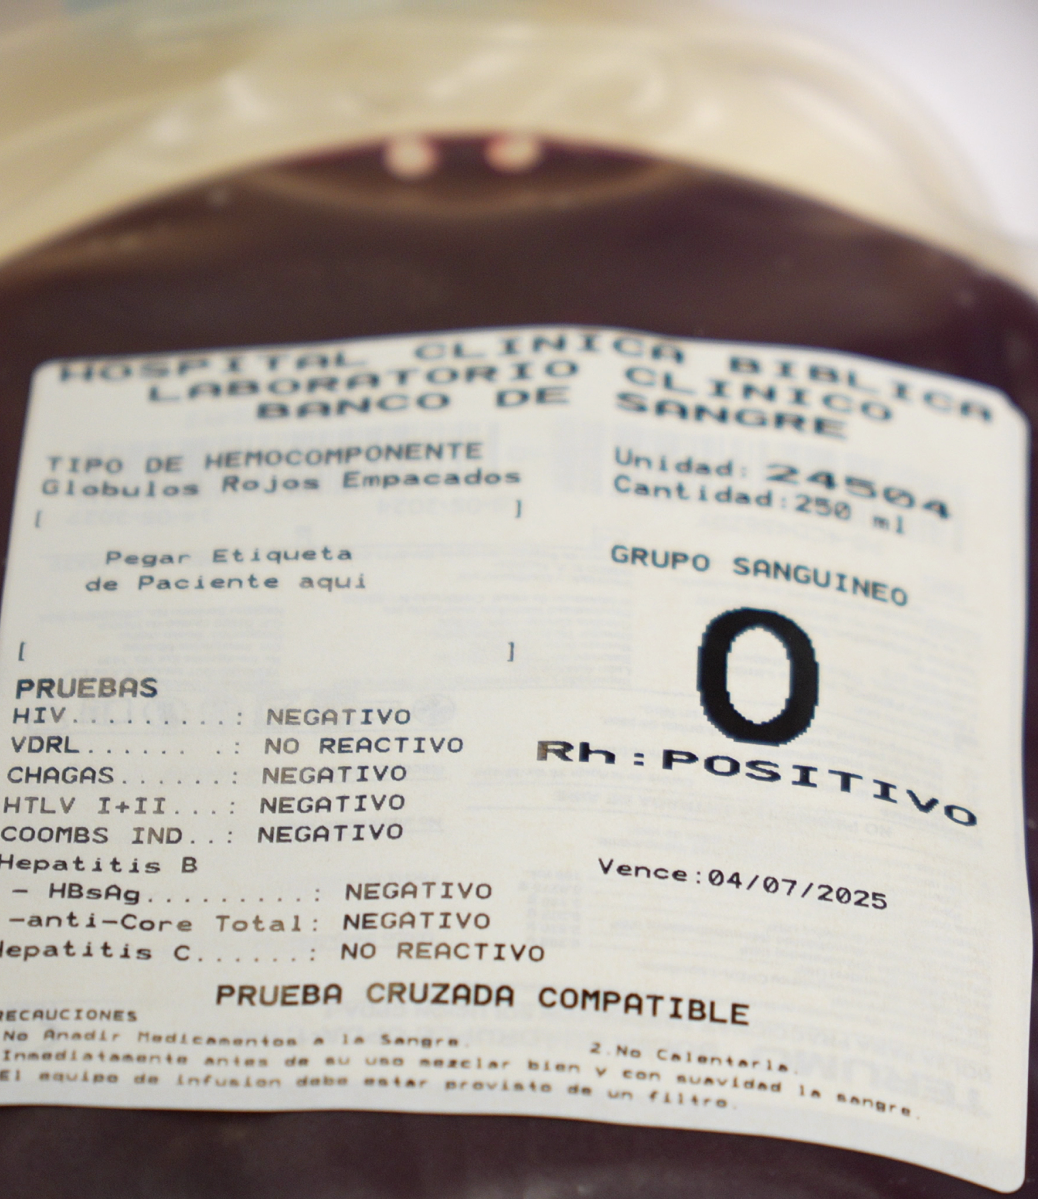 HOSPITAL CLINICA BIBLICA
LABORATORIO CLINICO
BANCO DE SANGRE
TIPO DE HEMOCOMPONENTE
Globulos Rojos Empacados
[ ]
Pegar Etiqueta
de Paciente aqui
[ ]
Unidad: 24504
Cantidad:250 ml
GRUPO SANGUINEO
O
Rh:POSITIVO
Vence:04/07/2025
PRUEBAS
HIV.........: NEGATIVO
VDRL...... .: NO REACTIVO
CHAGAS......: NEGATIVO
HTLV I+II...: NEGATIVO
COOMBS IND..: NEGATIVO
Hepatitis B
- HBsAg..........: NEGATIVO
-anti-Core Total: NEGATIVO
epatitis C......: NO REACTIVO
PRUEBA CRUZADA COMPATIBLE
RECAUCIONES
No Anadir Medicamentos a la Sangre. 2.No Calentarla.
Inmediatamente antes de su uso mezclar bien y con suavidad la sangre.
El equipo de infusion debe estar provisto de un filtro.